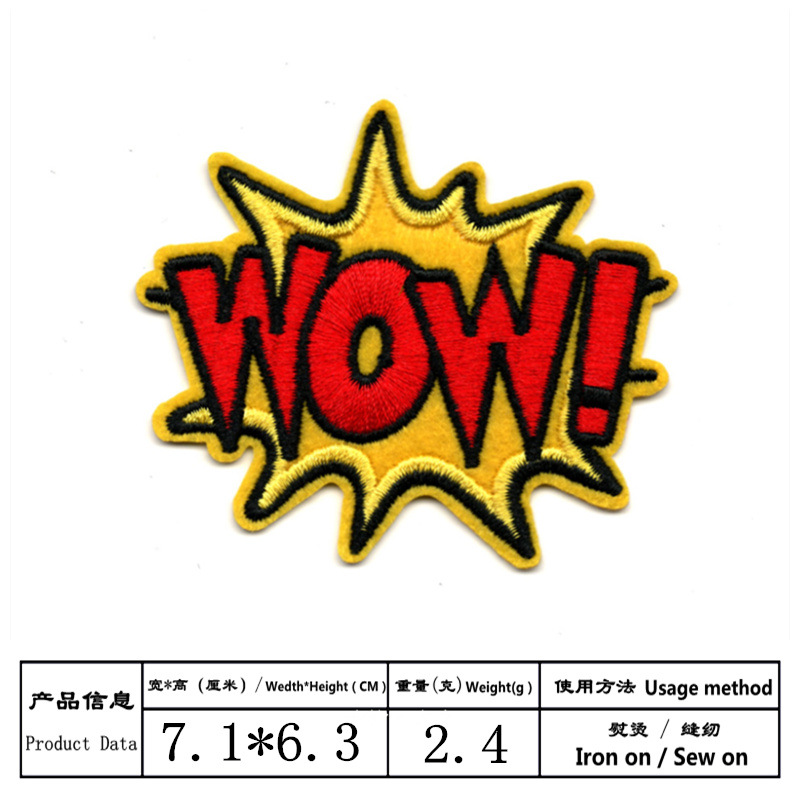 WOW!
产品信息
Product Data
宽*高（厘米）/ Wedth*Height ( CM )
7.1*6.3
重量(克) Weight(g)
2.4
使用方法 Usage method
熨烫 / 缝纫
Iron on / Sew on